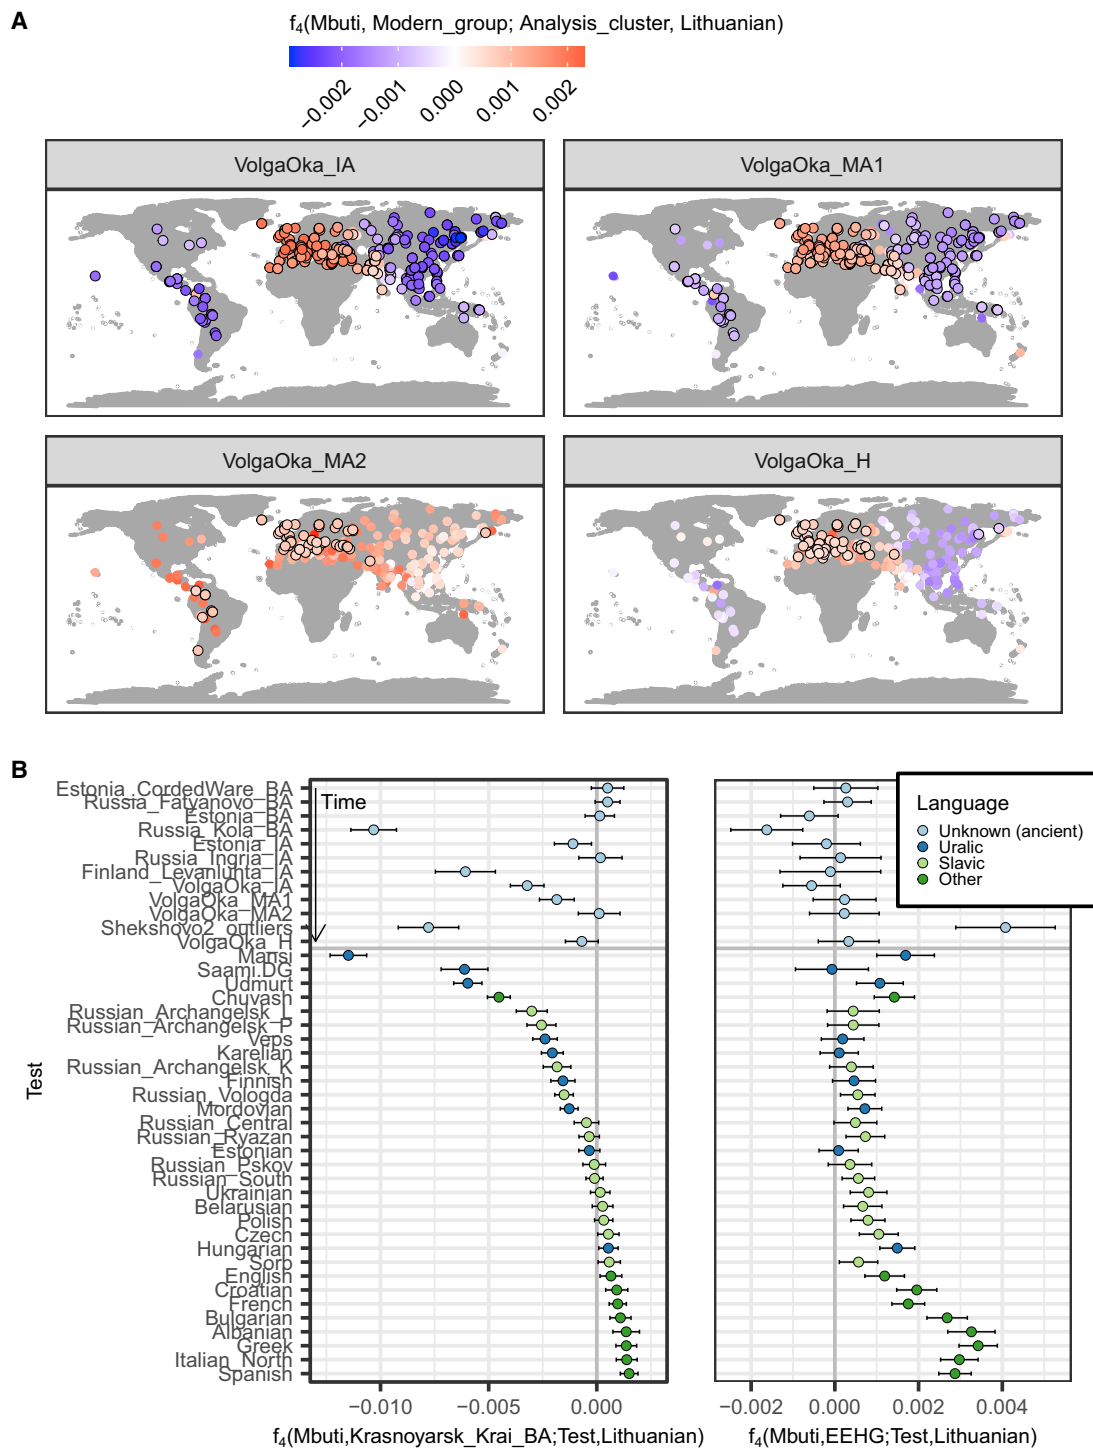 A
f4(Mbuti, Modern_group; Analysis_cluster, Lithuanian)
−0.002 −0.001 0.000 0.001 0.002
VolgaOka_IA
VolgaOka_MA1
VolgaOka_MA2
VolgaOka_H
B
Time
Language
Unknown (ancient)
Uralic
Slavic
Other
Test
Estonia_CordedWare_BA
Russia_Fatyanovo_BA
Estonia_BA
Russia_Kola_BA
Estonia_IA
Russia_Ingria_IA
Finland_Levanluhta_IA
VolgaOka_IA
VolgaOka_MA1
VolgaOka_MA2
Shekshovo2_outliers
VolgaOka_H
Mansi
Saami.DG
Udmurt
Chuvash
Russian_Archangelsk_L
Russian_Archangelsk_P
Veps
Karelian
Russian_Archangelsk_K
Finnish
Russian_Vologda
Mordovian
Russian_Central
Russian_Ryazan
Estonian
Russian_Pskov
Russian_South
Ukrainian
Belarusian
Polish
Czech
Hungarian
Sorb
English
Croatian
French
Bulgarian
Albanian
Greek
Italian_North
Spanish
−0.010 −0.005 0.000
−0.002 0.000 0.002 0.004
f4(Mbuti,Krasnoyarsk_Krai_BA;Test,Lithuanian)
f4(Mbuti,EEHG;Test,Lithuanian)